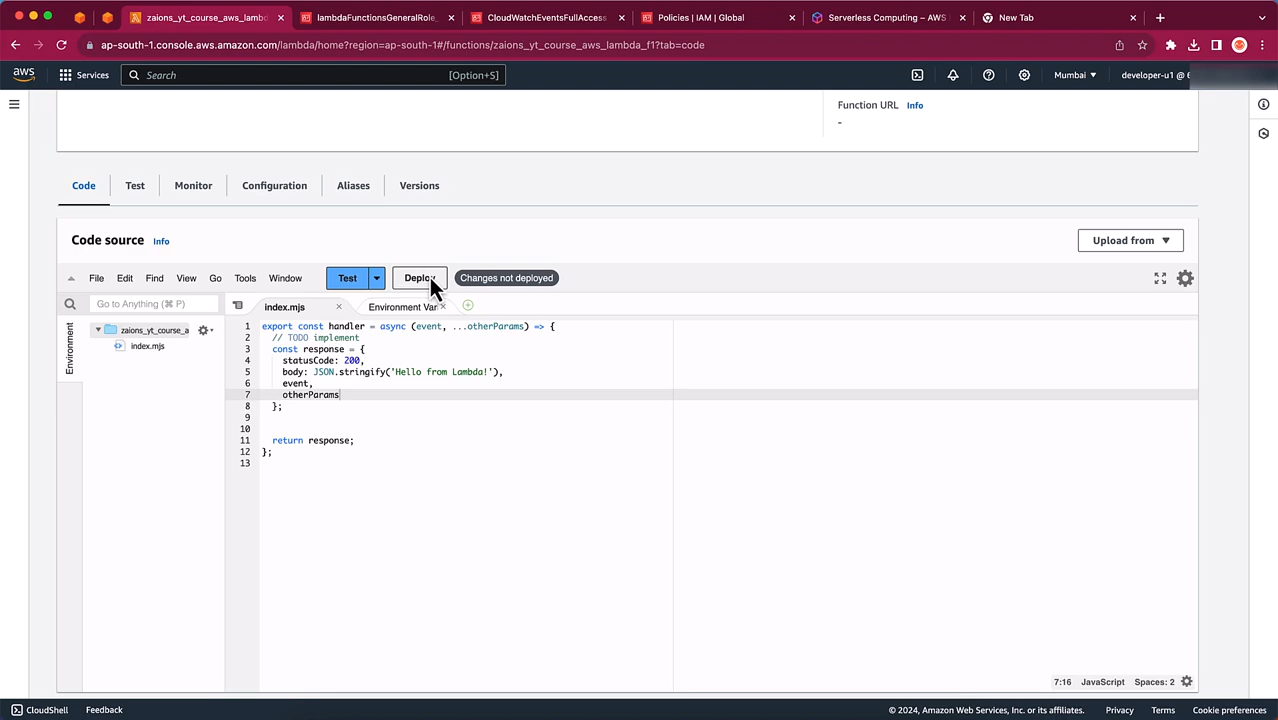 zaions_yt_course_aws_lambd
lambdaFunctionsGeneralRole_
CloudWatchEventsFullAccess
Policies | IAM | Global
Serverless Computing – AWS
New Tab
ap-south-1.console.aws.amazon.com/lambda/home?region=ap-south-1#/functions/zaions_yt_course_aws_lambda_f1?tab=code
aws
Services
Search
[Option+S]
Mumbai
developer-u1 @
Function URL
Info
-
Code
Test
Monitor
Configuration
Aliases
Versions
Code source
Info
Upload from
File
Edit
Find
View
Go
Tools
Window
Test
Deploy
Changes not deployed
Go to Anything (⌘ P)
index.mjs
Environment Var
Environment
zaions_yt_course_a
index.mjs
1 export const handler = async (event, ...otherParams) => {
2 // TODO implement
3 const response = {
4 statusCode: 200,
5 body: JSON.stringify('Hello from Lambda!'),
6 event,
7 otherParams
8 };
9
10
11 return response;
12 };
13
7:16
JavaScript
Spaces: 2
CloudShell
Feedback
© 2024, Amazon Web Services, Inc. or its affiliates.
Privacy
Terms
Cookie preferences